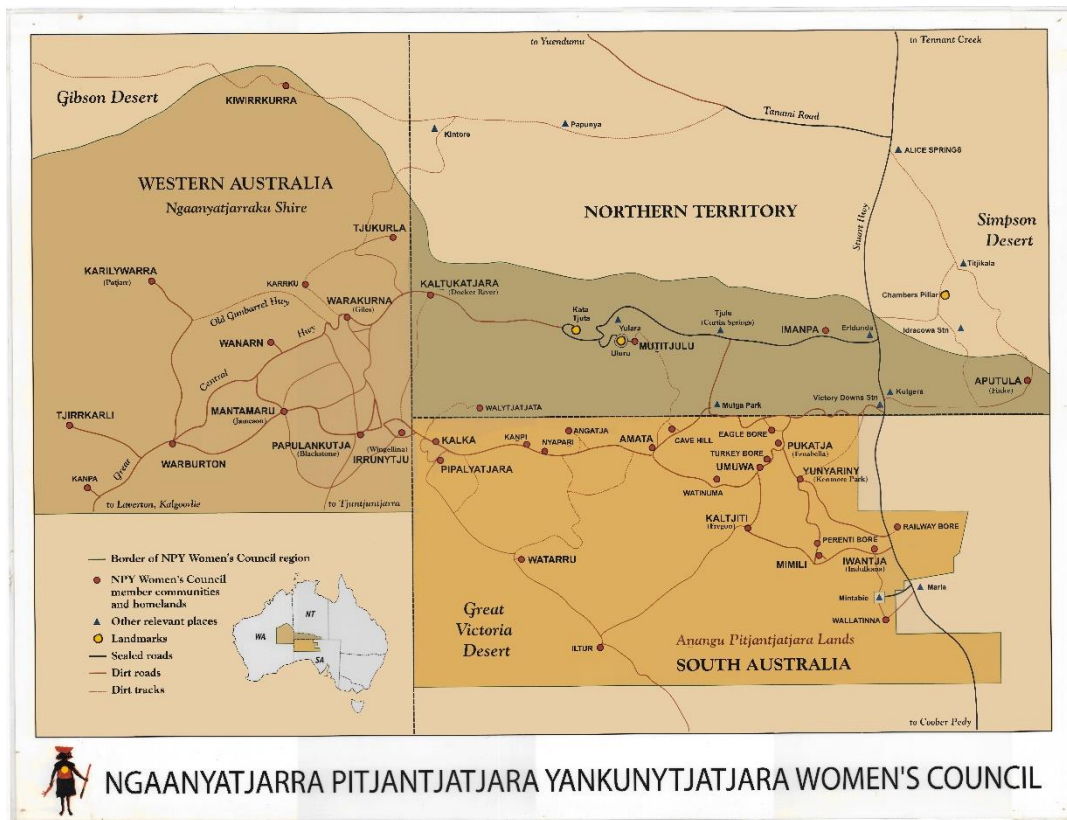 to Yuendumu
to Tennant Creek
Gibson Desert
KIWIRRKURRA
Tanami Road
Kintore
Papunya
ALICE SPRINGS
WESTERN AUSTRALIA
Ngaanyatjarraku Shire
NORTHERN TERRITORY
Stuart Hwy
Simpson
Desert
TJUKURLA
Titjikala
KARILYWARRA
(Patjarr)
KARRKU
KALTUKATJARA
(Docker River)
Chambers Pillar
Old Gunbarrel Hwy
WARAKURNA
(Giles)
Kata
Tjuta
Yulara
Tjulu
(Curtin Springs)
IMANPA
Erldunda
Idracowa Stn
Hwy
WANARN
Uluru
MUTITJULU
Central
APUTULA
(Finke)
Kulgera
WALYTJATJATA
Mulga Park
Victory Downs Stn
MANTAMARU
(Jameson)
TJIRRKARLI
PAPULANKUTJA
(Blackstone)
(Wingellina)
IRRUNYTJU
KALKA
KANPI
ANGATJA
NYAPARI
AMATA
CAVE HILL
EAGLE BORE
PUKATJA
(Ernabella)
WARBURTON
PIPALYATJARA
TURKEY BORE
UMUWA
YUNYARINY
(Kenmore Park)
Great
KANPA
WATINUMA
to Laverton, Kalgoorlie
to Tjuntjuntjarra
KALTJITI
(Fregon)
RAILWAY BORE
PERENTI BORE
WATARRU
MIMILI
IWANTJA
(Indulkana)
Border of NPY Women's Council region
NPY Women's Council
member communities
and homelands
Other relevant places
Landmarks
Sealed roads
Dirt roads
Dirt tracks
WA
NT
SA
Mintabie
Marla
WALLATINNA
Great
Victoria
Desert
ILTUR
Anangu Pitjantjatjara Lands
SOUTH AUSTRALIA
to Coober Pedy
NGAANYATJARRA PITJANTJATJARA YANKUNYTJATJARA WOMEN'S COUNCIL